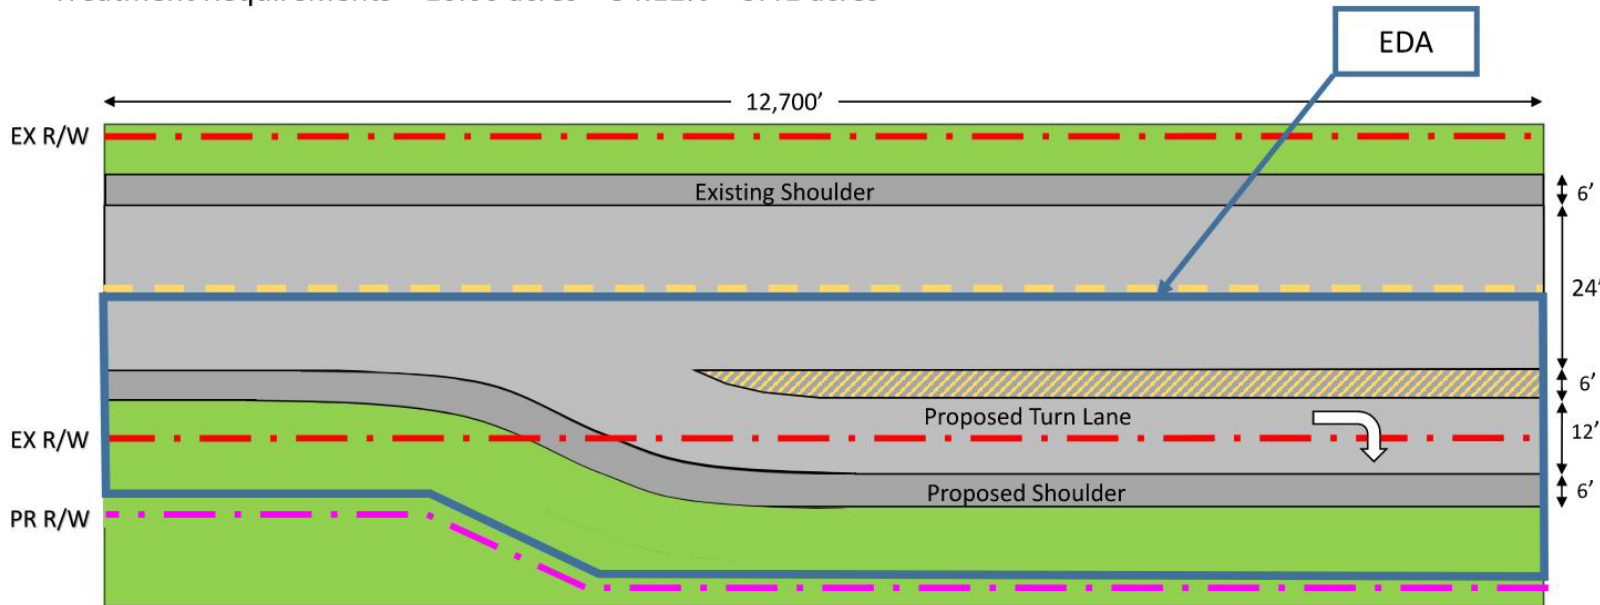 EDA
12,700’
EX R/W
Existing Shoulder
6’
24’
6’
Proposed Turn Lane
EX R/W
12’
Proposed Shoulder
6’
PR R/W